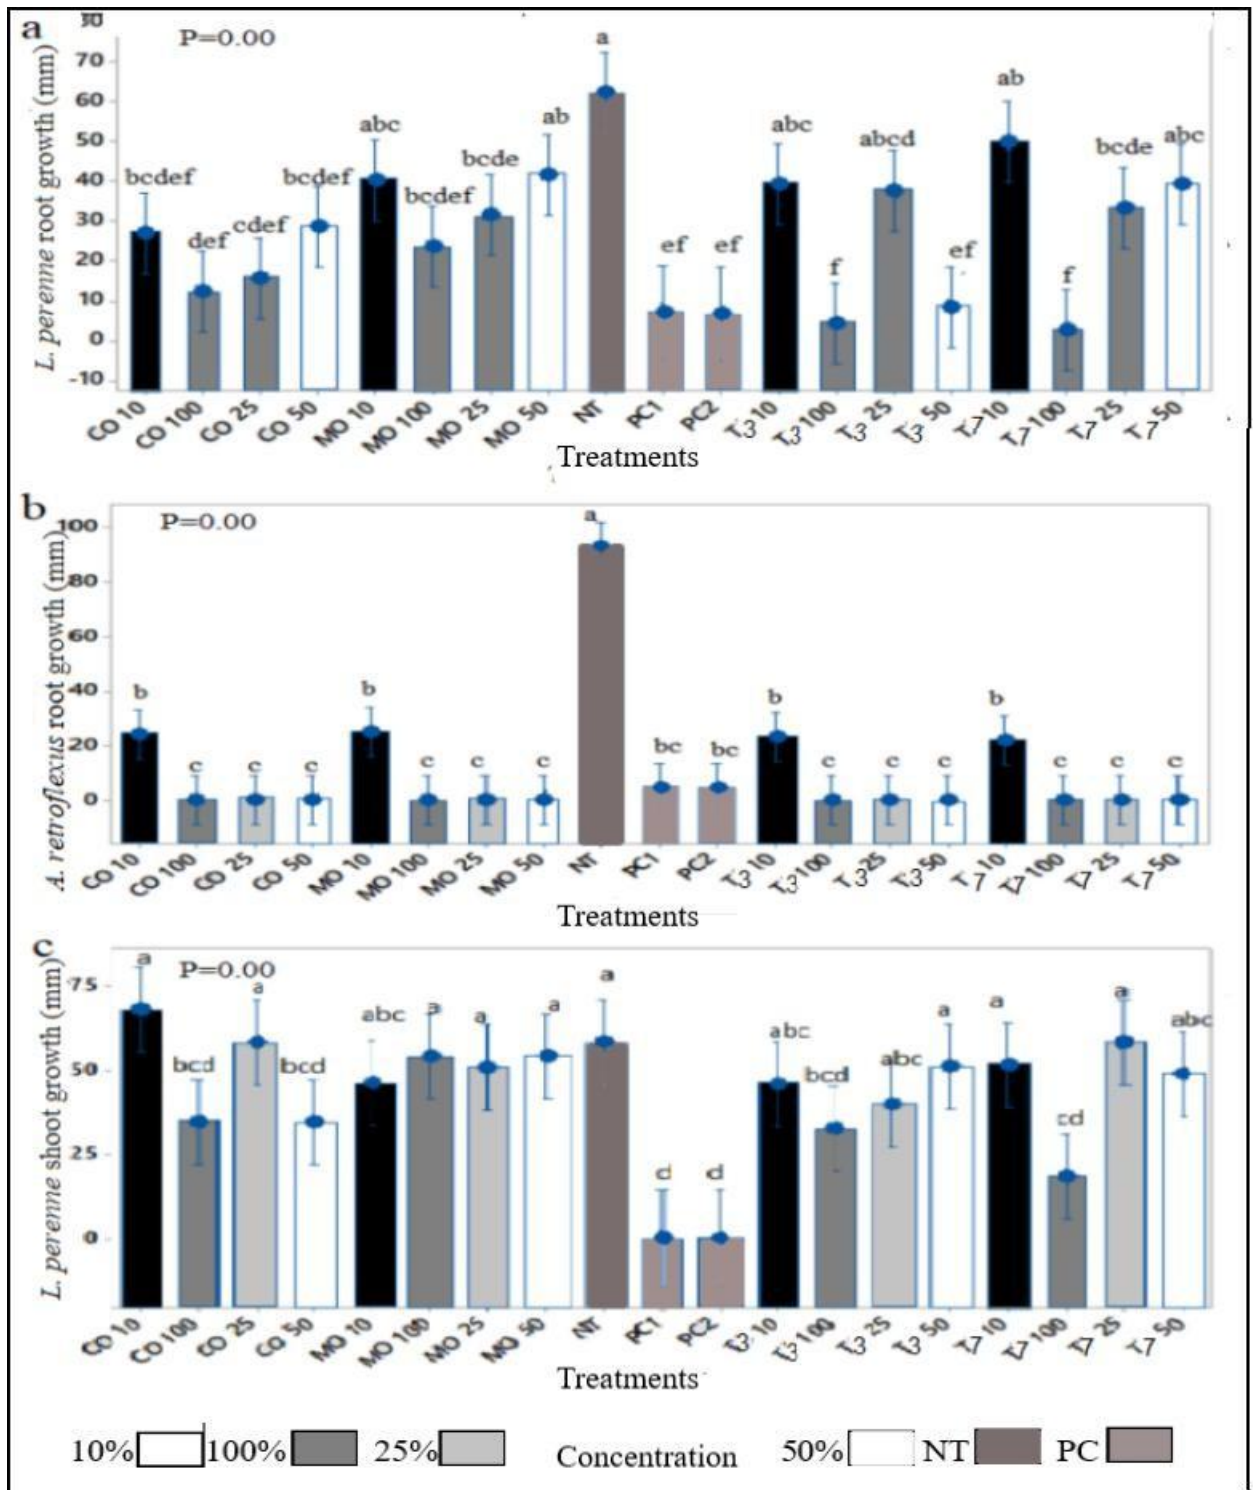 a
P=0.00
L. perenne root growth (mm)
70
60
50
40
30
20
10
0
-10
bcdef
def
cdef
bcdef
abc
bcdef
bcde
ab
a
ef
ef
abc
f
abcd
ef
ab
f
bcde
abc
CO 10 CO 100 CO 25 CO 50 MO 10 MO 100 MO 25 MO 50 NT PC1 PC2 T3 10 T3 100 T3 25 T3 50 T7 10 T7 100 T7 25 T7 50
Treatments
b
P=0.00
A. retroflexus root growth (mm)
100
80
60
40
20
0
b
c
c
c
b
c
c
c
a
bc
bc
b
c
c
c
b
c
c
c
CO 10 CO 100 CO 25 CO 50 MO 10 MO 100 MO 25 MO 50 NT PC1 PC2 T3 10 T3 100 T3 25 T3 50 T7 10 T7 100 T7 25 T7 50
Treatments
c
P=0.00
L. perenne shoot growth (mm)
75
50
25
0
a
bcd
a
bcd
abc
a
a
a
a
d
d
abc
bcd
abc
a
a
cd
a
abc
CO 10 CO 100 CO 25 CO 50 MO 10 MO 100 MO 25 MO 50 NT PC1 PC2 T3 10 T3 100 T3 25 T3 50 T7 10 T7 100 T7 25 T7 50
Treatments
10% 100% 25% Concentration 50% NT PC